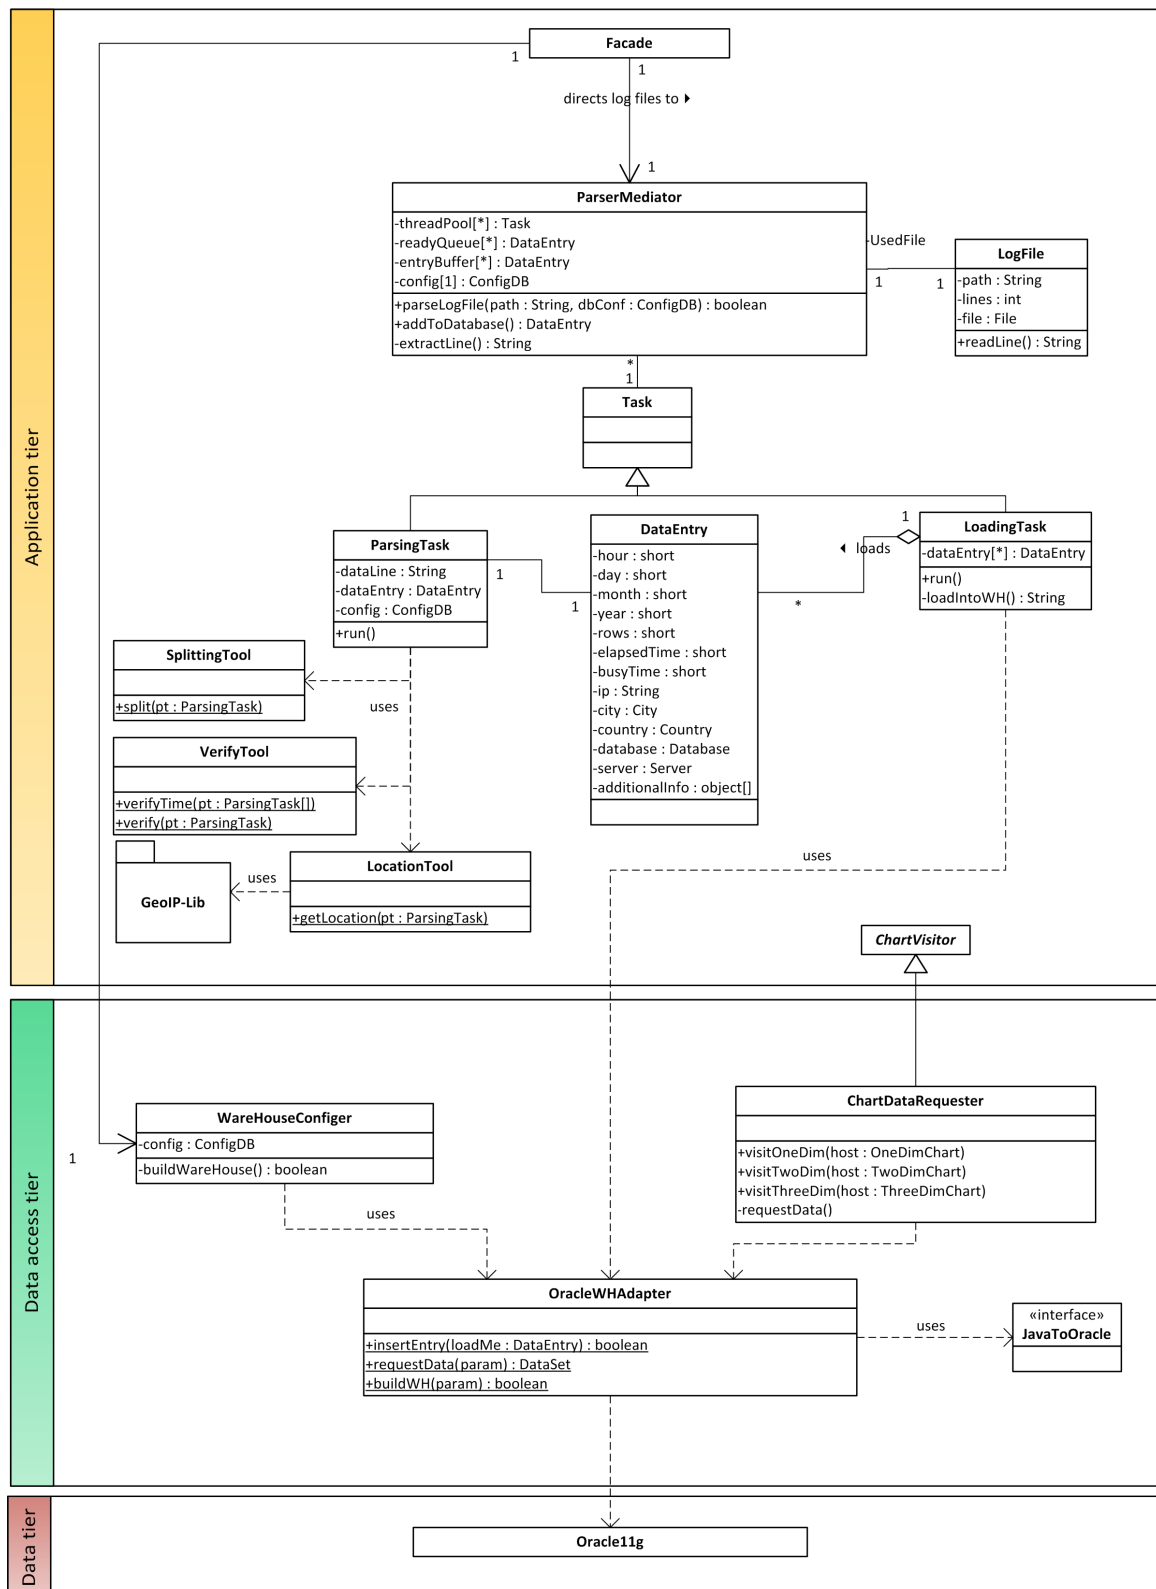 Application tier
Facade
1
1
directs log files to
1
ParserMediator
-threadPool[*] : Task
-readyQueue[*] : DataEntry
-entryBuffer[*] : DataEntry
-config[1] : ConfigDB
+parseLogFile(path : String, dbConf : ConfigDB) : boolean
+addToDatabase() : DataEntry
-extractLine() : String
-UsedFile
1
1
LogFile
-path : String
-lines : int
-file : File
+readLine() : String
*
1
Task
ParsingTask
-dataLine : String
-dataEntry : DataEntry
-config : ConfigDB
+run()
1
1
DataEntry
-hour : short
-day : short
-month : short
-year : short
-rows : short
-elapsedTime : short
-busyTime : short
-ip : String
-city : City
-country : Country
-database : Database
-server : Server
-additionalInfo : object[]
1
loads
*
LoadingTask
-dataEntry[*] : DataEntry
+run()
-loadIntoWH() : String
SplittingTool
+split(pt : ParsingTask)
uses
VerifyTool
+verifyTime(pt : ParsingTask[])
+verify(pt : ParsingTask)
GeoIP-Lib
uses
LocationTool
+getLocation(pt : ParsingTask)
uses
ChartVisitor
Data access tier
1
WareHouseConfiger
-config : ConfigDB
-buildWareHouse() : boolean
uses
ChartDataRequester
+visitOneDim(host : OneDimChart)
+visitTwoDim(host : TwoDimChart)
+visitThreeDim(host : ThreeDimChart)
-requestData()
OracleWHAdapter
+insertEntry(loadMe : DataEntry) : boolean
+requestData(param) : DataSet
+buildWH(param) : boolean
uses
«interface»
JavaToOracle
Data tier
Oracle11g